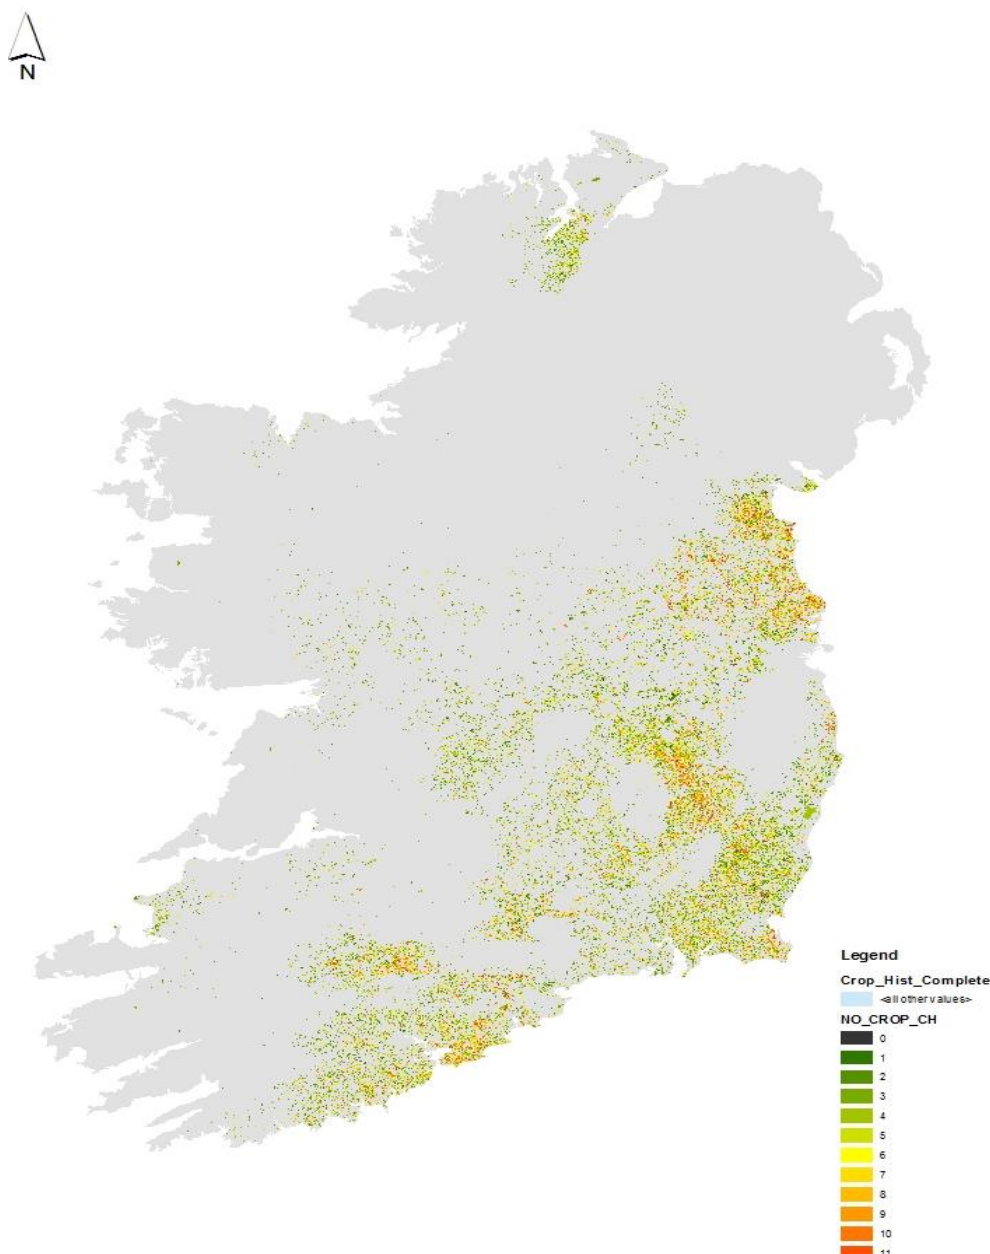 N
Legend
Crop_Hist_Complete
<all other values>
NO_CROP_CH
0
1
2
3
4
5
6
7
8
9
10
11